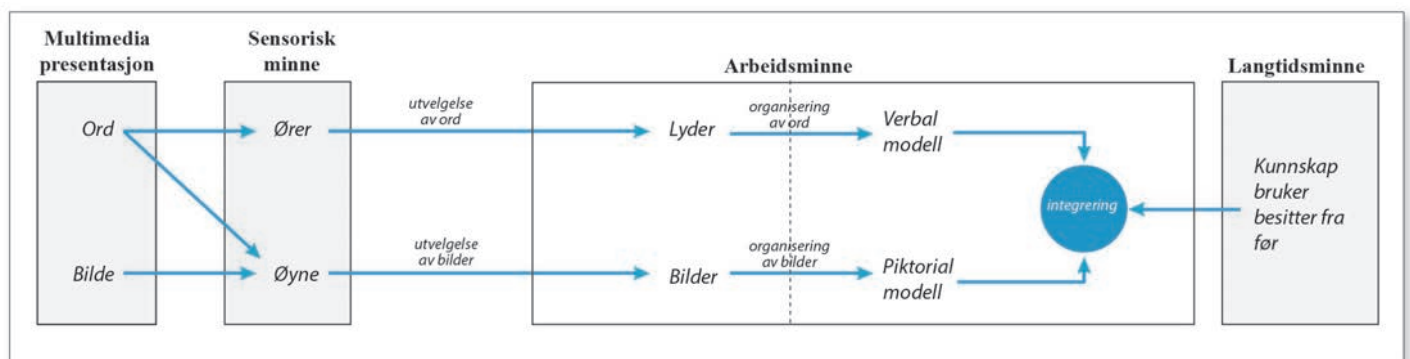 Multimedia
presentasjon
Sensorisk
minne
Arbeidsminne
Langtidsminne
Ord
Ører
utvelgelse
av ord
Lyder
organisering
av ord
Verbal
modell
integrering
Kunnskap
bruker
besitter fra
før
Bilde
Øyne
utvelgelse
av bilder
Bilder
organisering
av bilder
Piktorial
modell